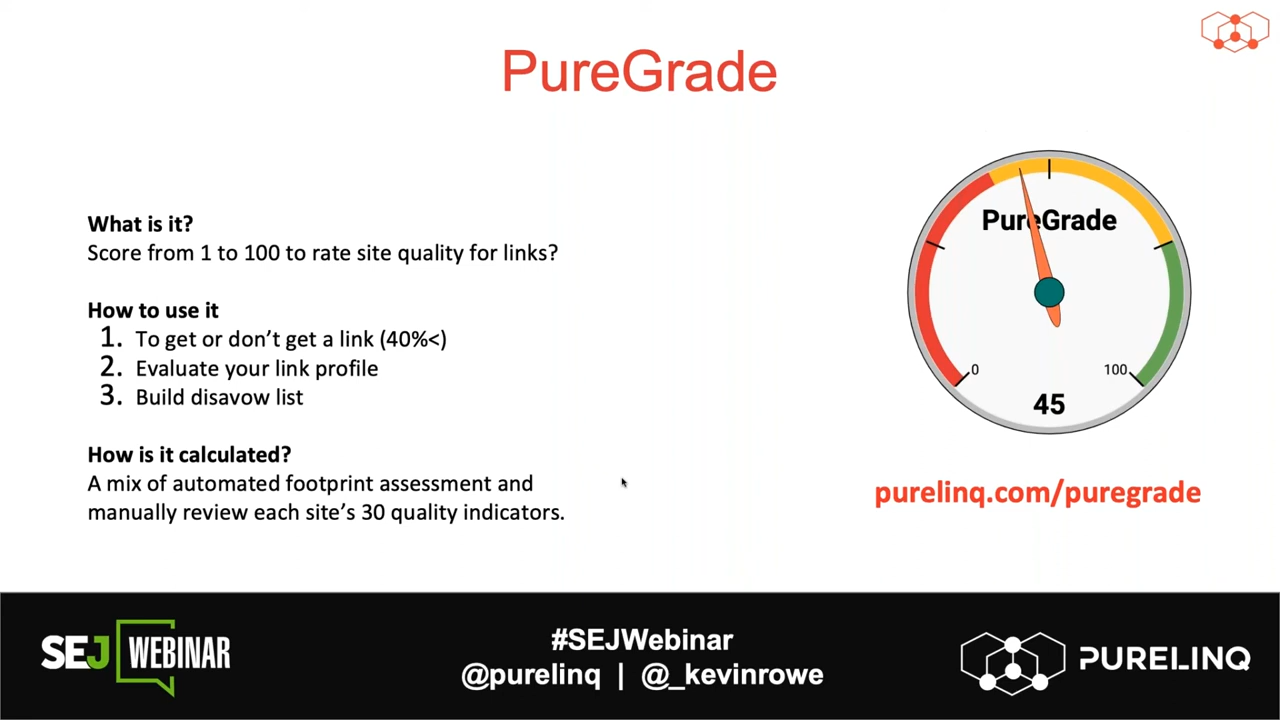 PureGrade
What is it?
Score from 1 to 100 to rate site quality for links?
How to use it
1. To get or don’t get a link (40%<)
2. Evaluate your link profile
3. Build disavow list
How is it calculated?
A mix of automated footprint assessment and
manually review each site’s 30 quality indicators.
PureGrade
0
100
45
purelinq.com/puregrade
SEJ WEBINAR
#SEJWebinar
@purelinq | @_kevinrowe
PURELINQ